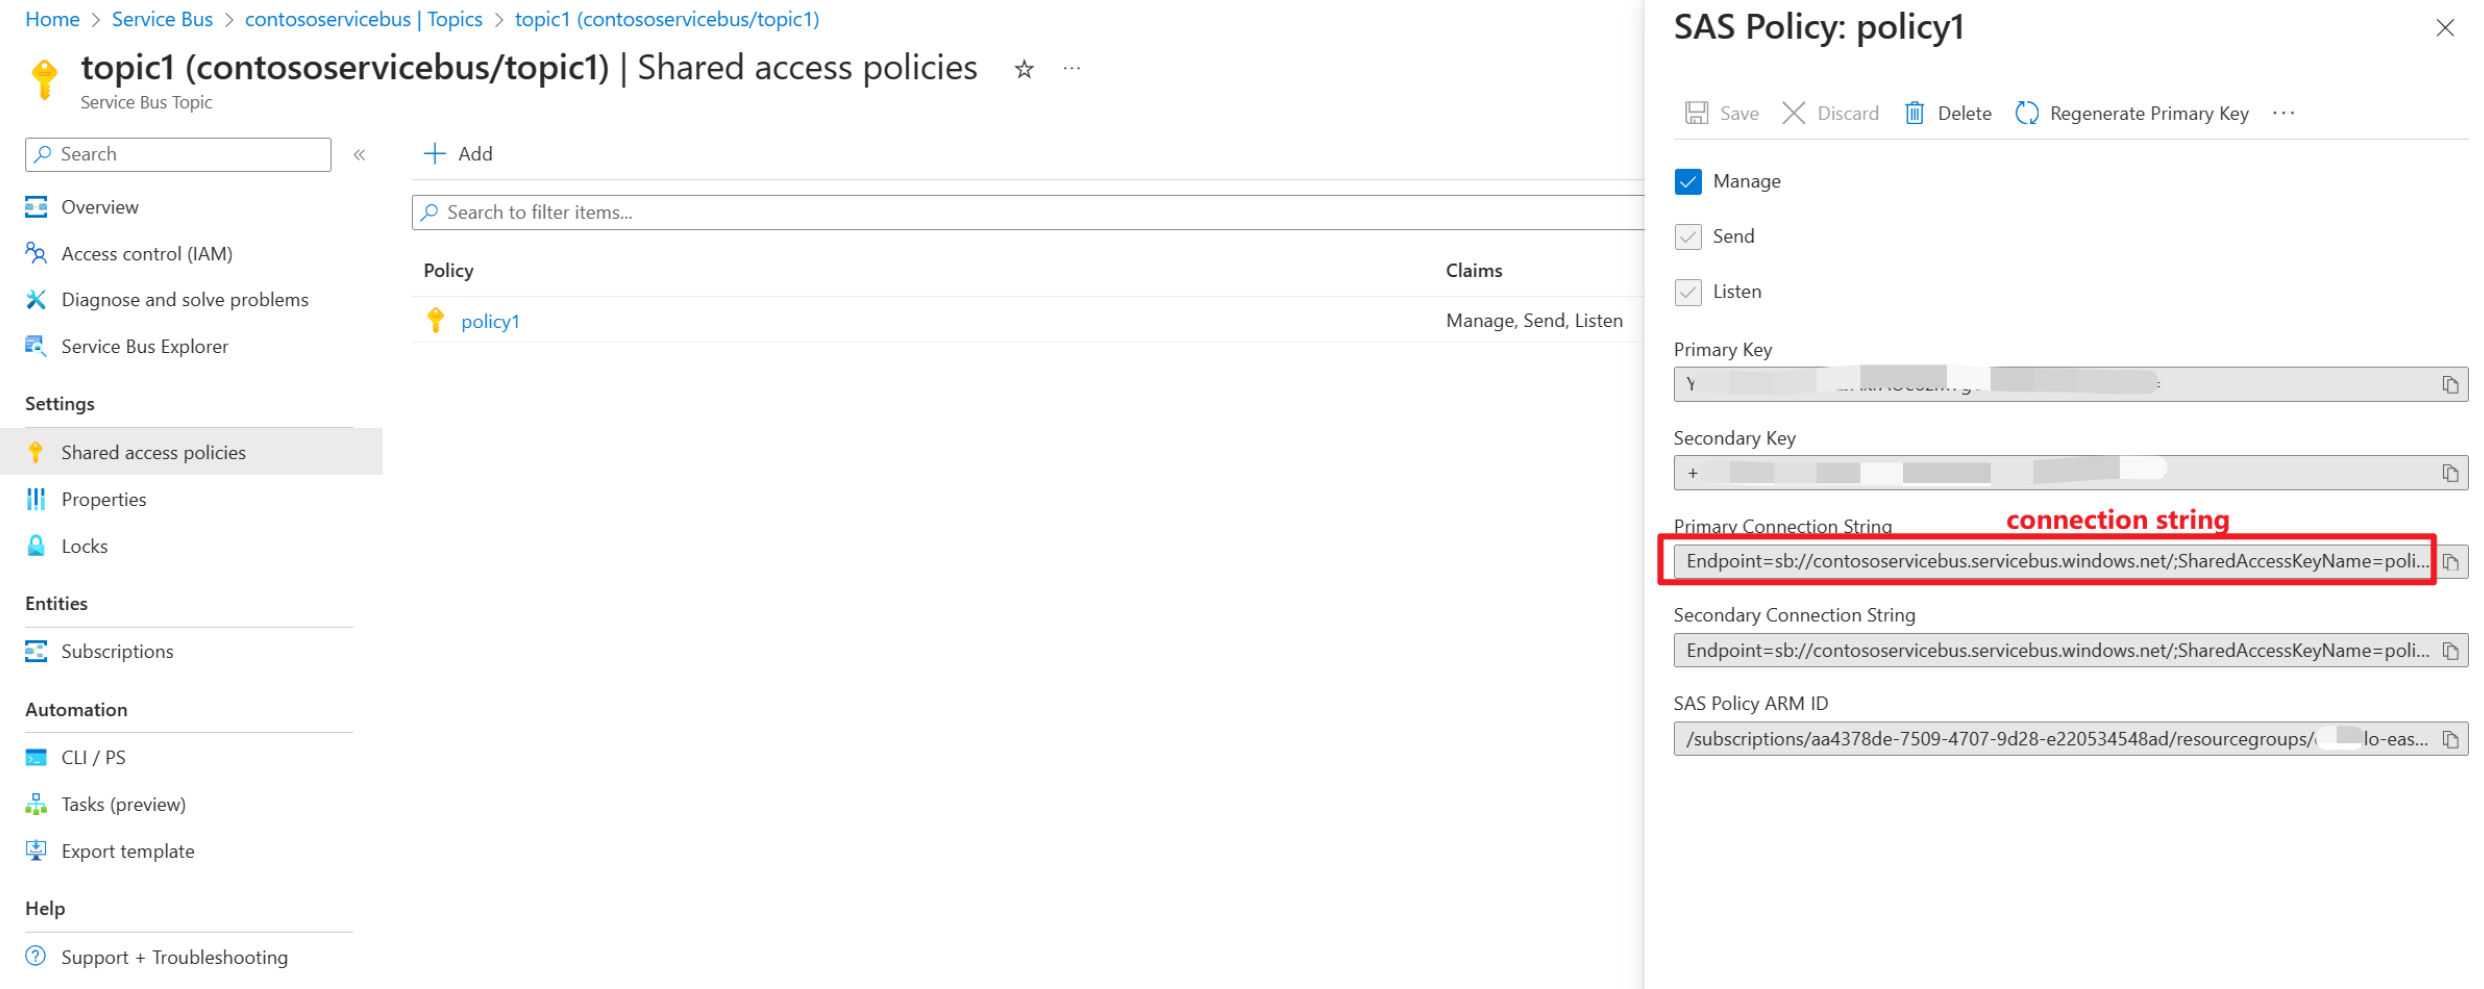 Home > Service Bus > contososervicebus | Topics > topic1 (contososervicebus/topic1)
topic1 (contososervicebus/topic1) | Shared access policies
Service Bus Topic
Search
Overview
Access control (IAM)
Diagnose and solve problems
Service Bus Explorer
Settings
Shared access policies
Properties
Locks
Entities
Subscriptions
Automation
CLI / PS
Tasks (preview)
Export template
Help
Support + Troubleshooting
Add
Search to filter items...
Policy Claims
policy1 Manage, Send, Listen
SAS Policy: policy1
Save Discard Delete Regenerate Primary Key ...
Manage
Send
Listen
Primary Key
Secondary Key
+
Primary Connection String
connection string
Endpoint=sb://contososervicebus.servicebus.windows.net/;SharedAccessKeyName=poli...
Secondary Connection String
Endpoint=sb://contososervicebus.servicebus.windows.net/;SharedAccessKeyName=poli...
SAS Policy ARM ID
/subscriptions/aa4378de-7509-4707-9d28-e220534548ad/resourcegroups/ lo-eas...